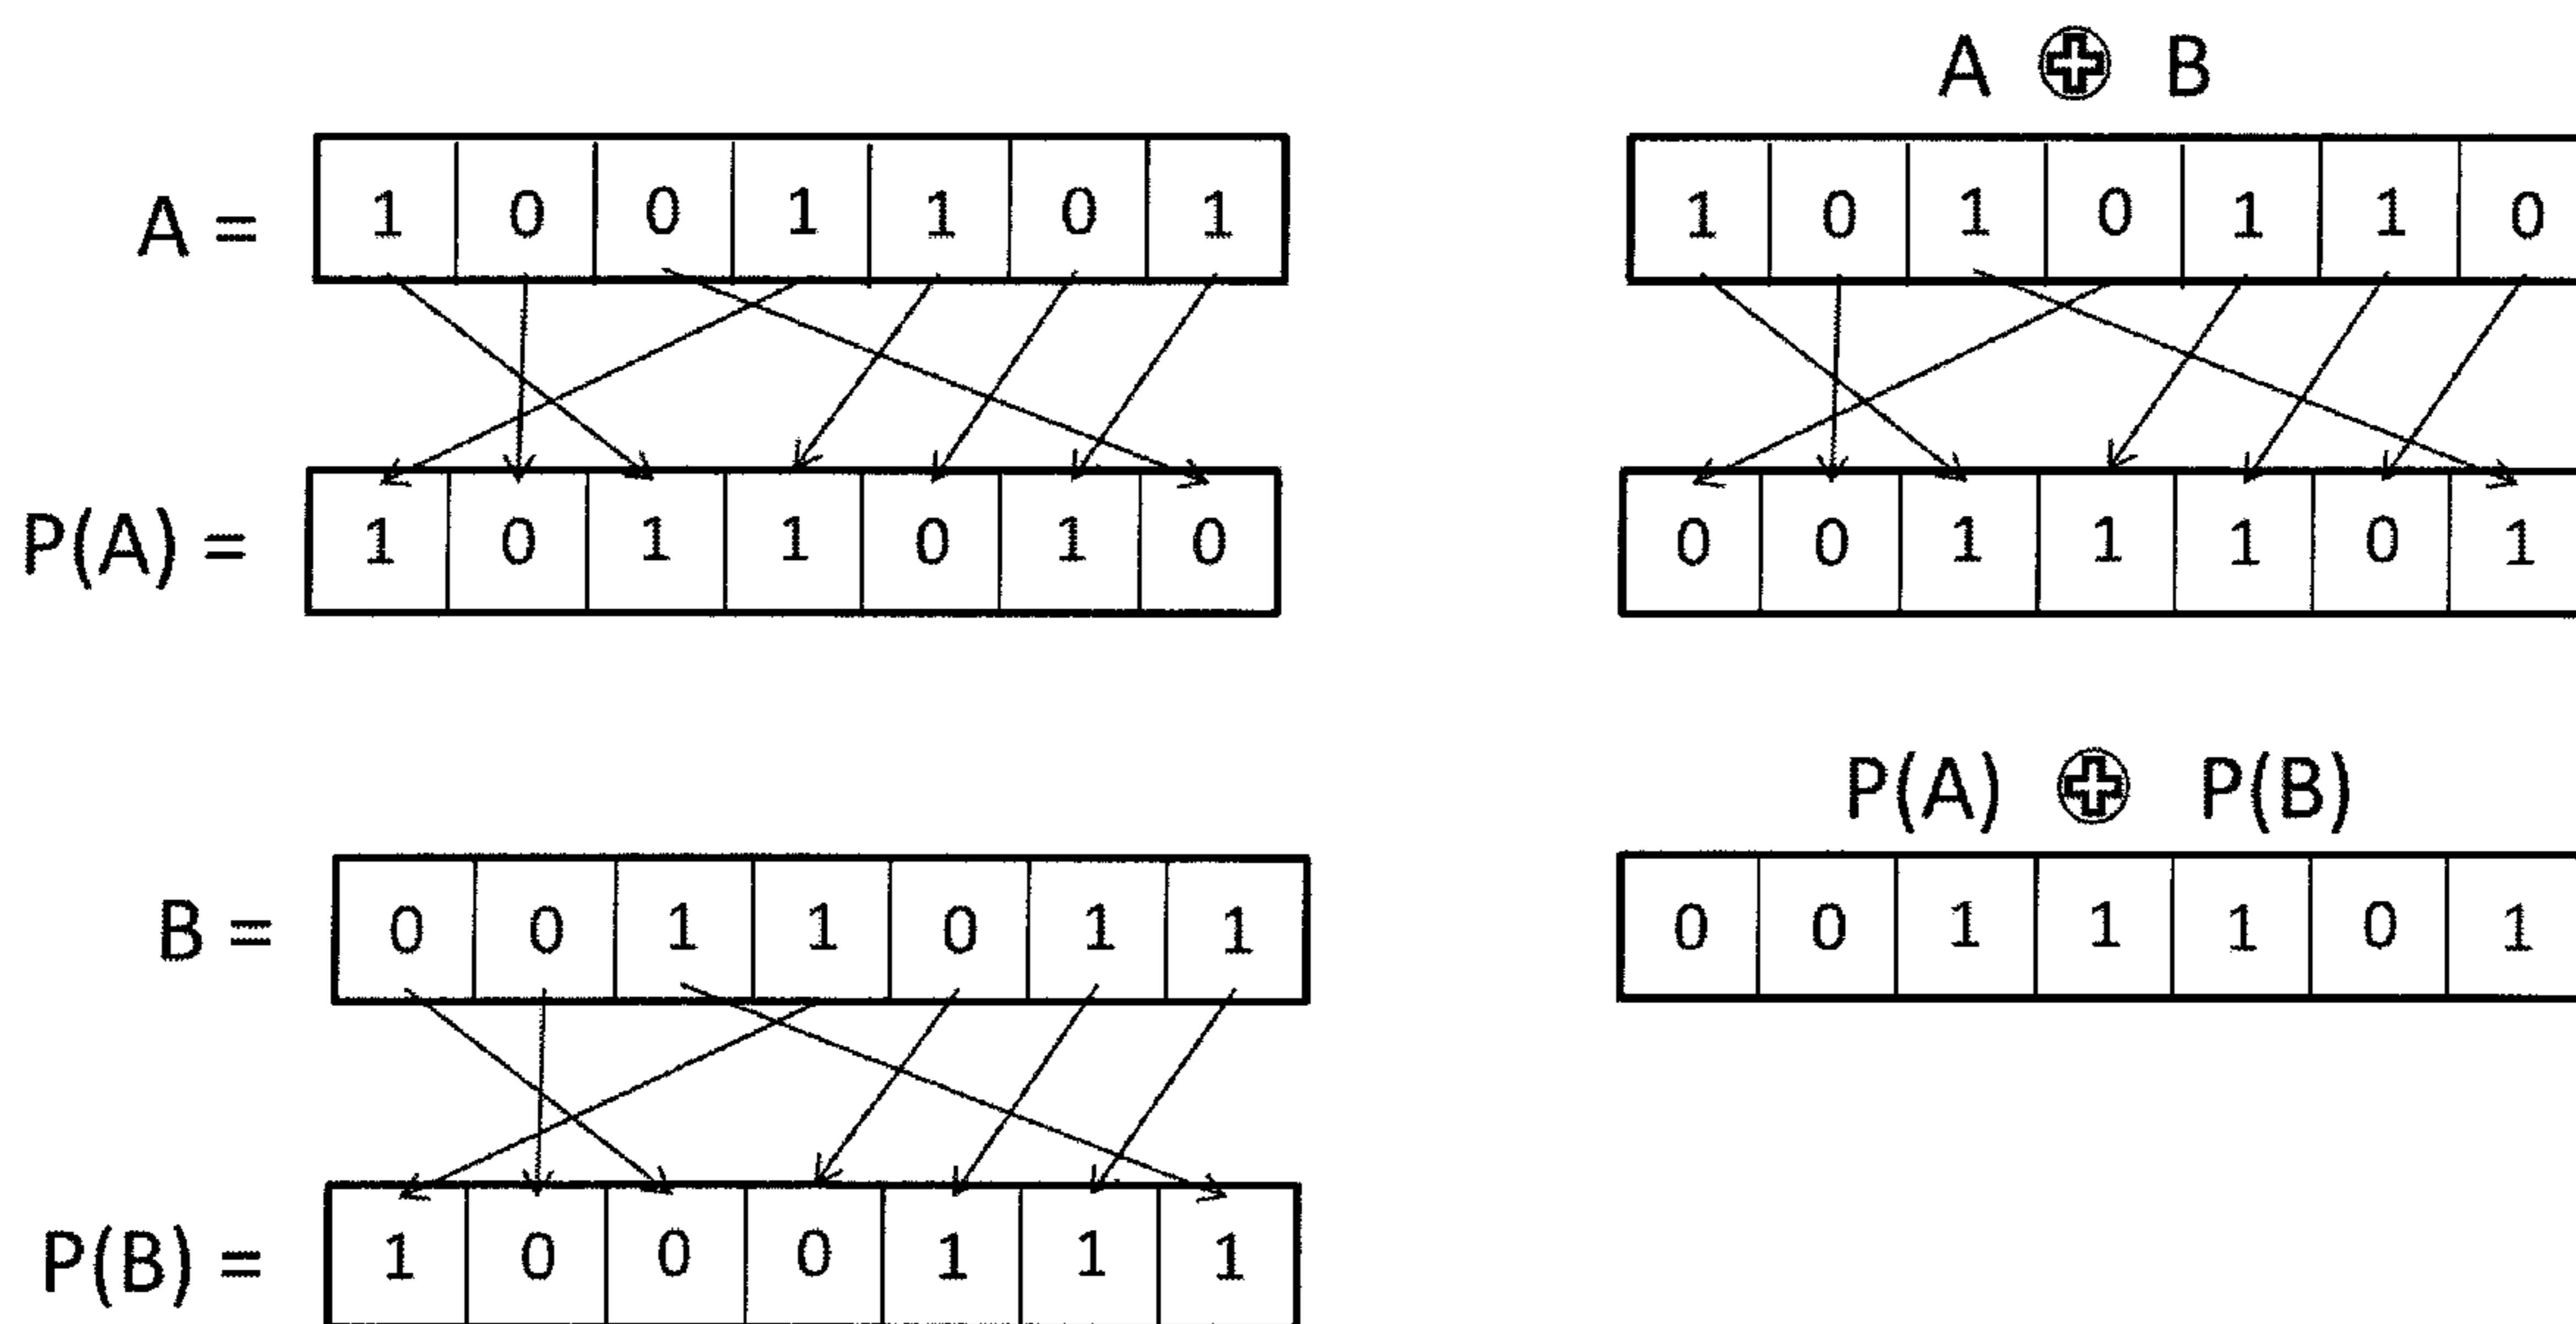 A = 1 0 0 1 1 0 1
P(A) = 1 0 1 1 0 1 0
B = 0 0 1 1 0 1 1
P(B) = 1 0 0 0 1 1 1
A ⊕ B
1 0 1 0 1 1 0
0 0 1 1 1 0 1
P(A) ⊕ P(B)
0 0 1 1 1 0 1